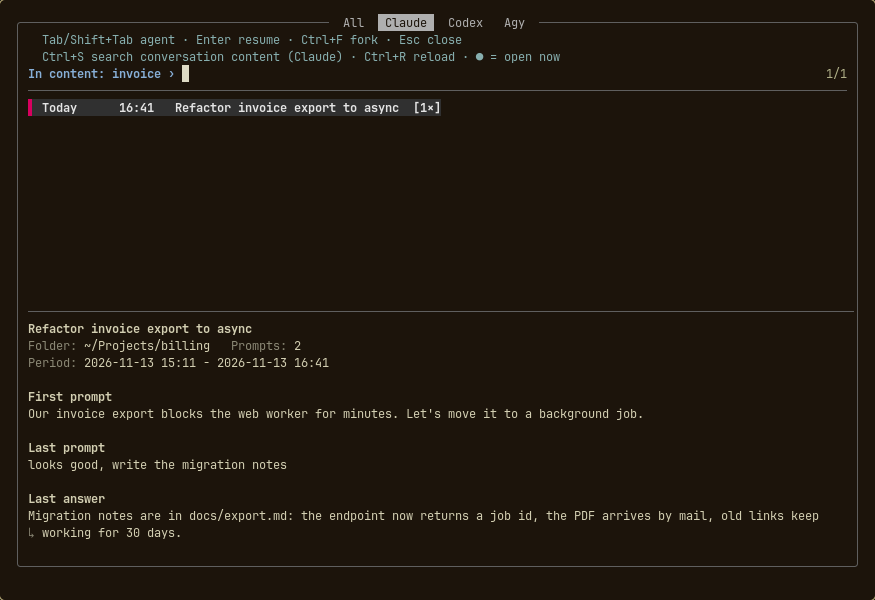 All Claude Codex Agy
Tab/Shift+Tab agent · Enter resume · Ctrl+F fork · Esc close
Ctrl+S search conversation content (Claude) · Ctrl+R reload · ● = open now
In content: invoice › 1/1
Today 16:41 Refactor invoice export to async [1×]
Refactor invoice export to async
Folder: ~/Projects/billing Prompts: 2
Period: 2026-11-13 15:11 - 2026-11-13 16:41
First prompt
Our invoice export blocks the web worker for minutes. Let's move it to a background job.
Last prompt
looks good, write the migration notes
Last answer
Migration notes are in docs/export.md: the endpoint now returns a job id, the PDF arrives by mail, old links keep
↳ working for 30 days.